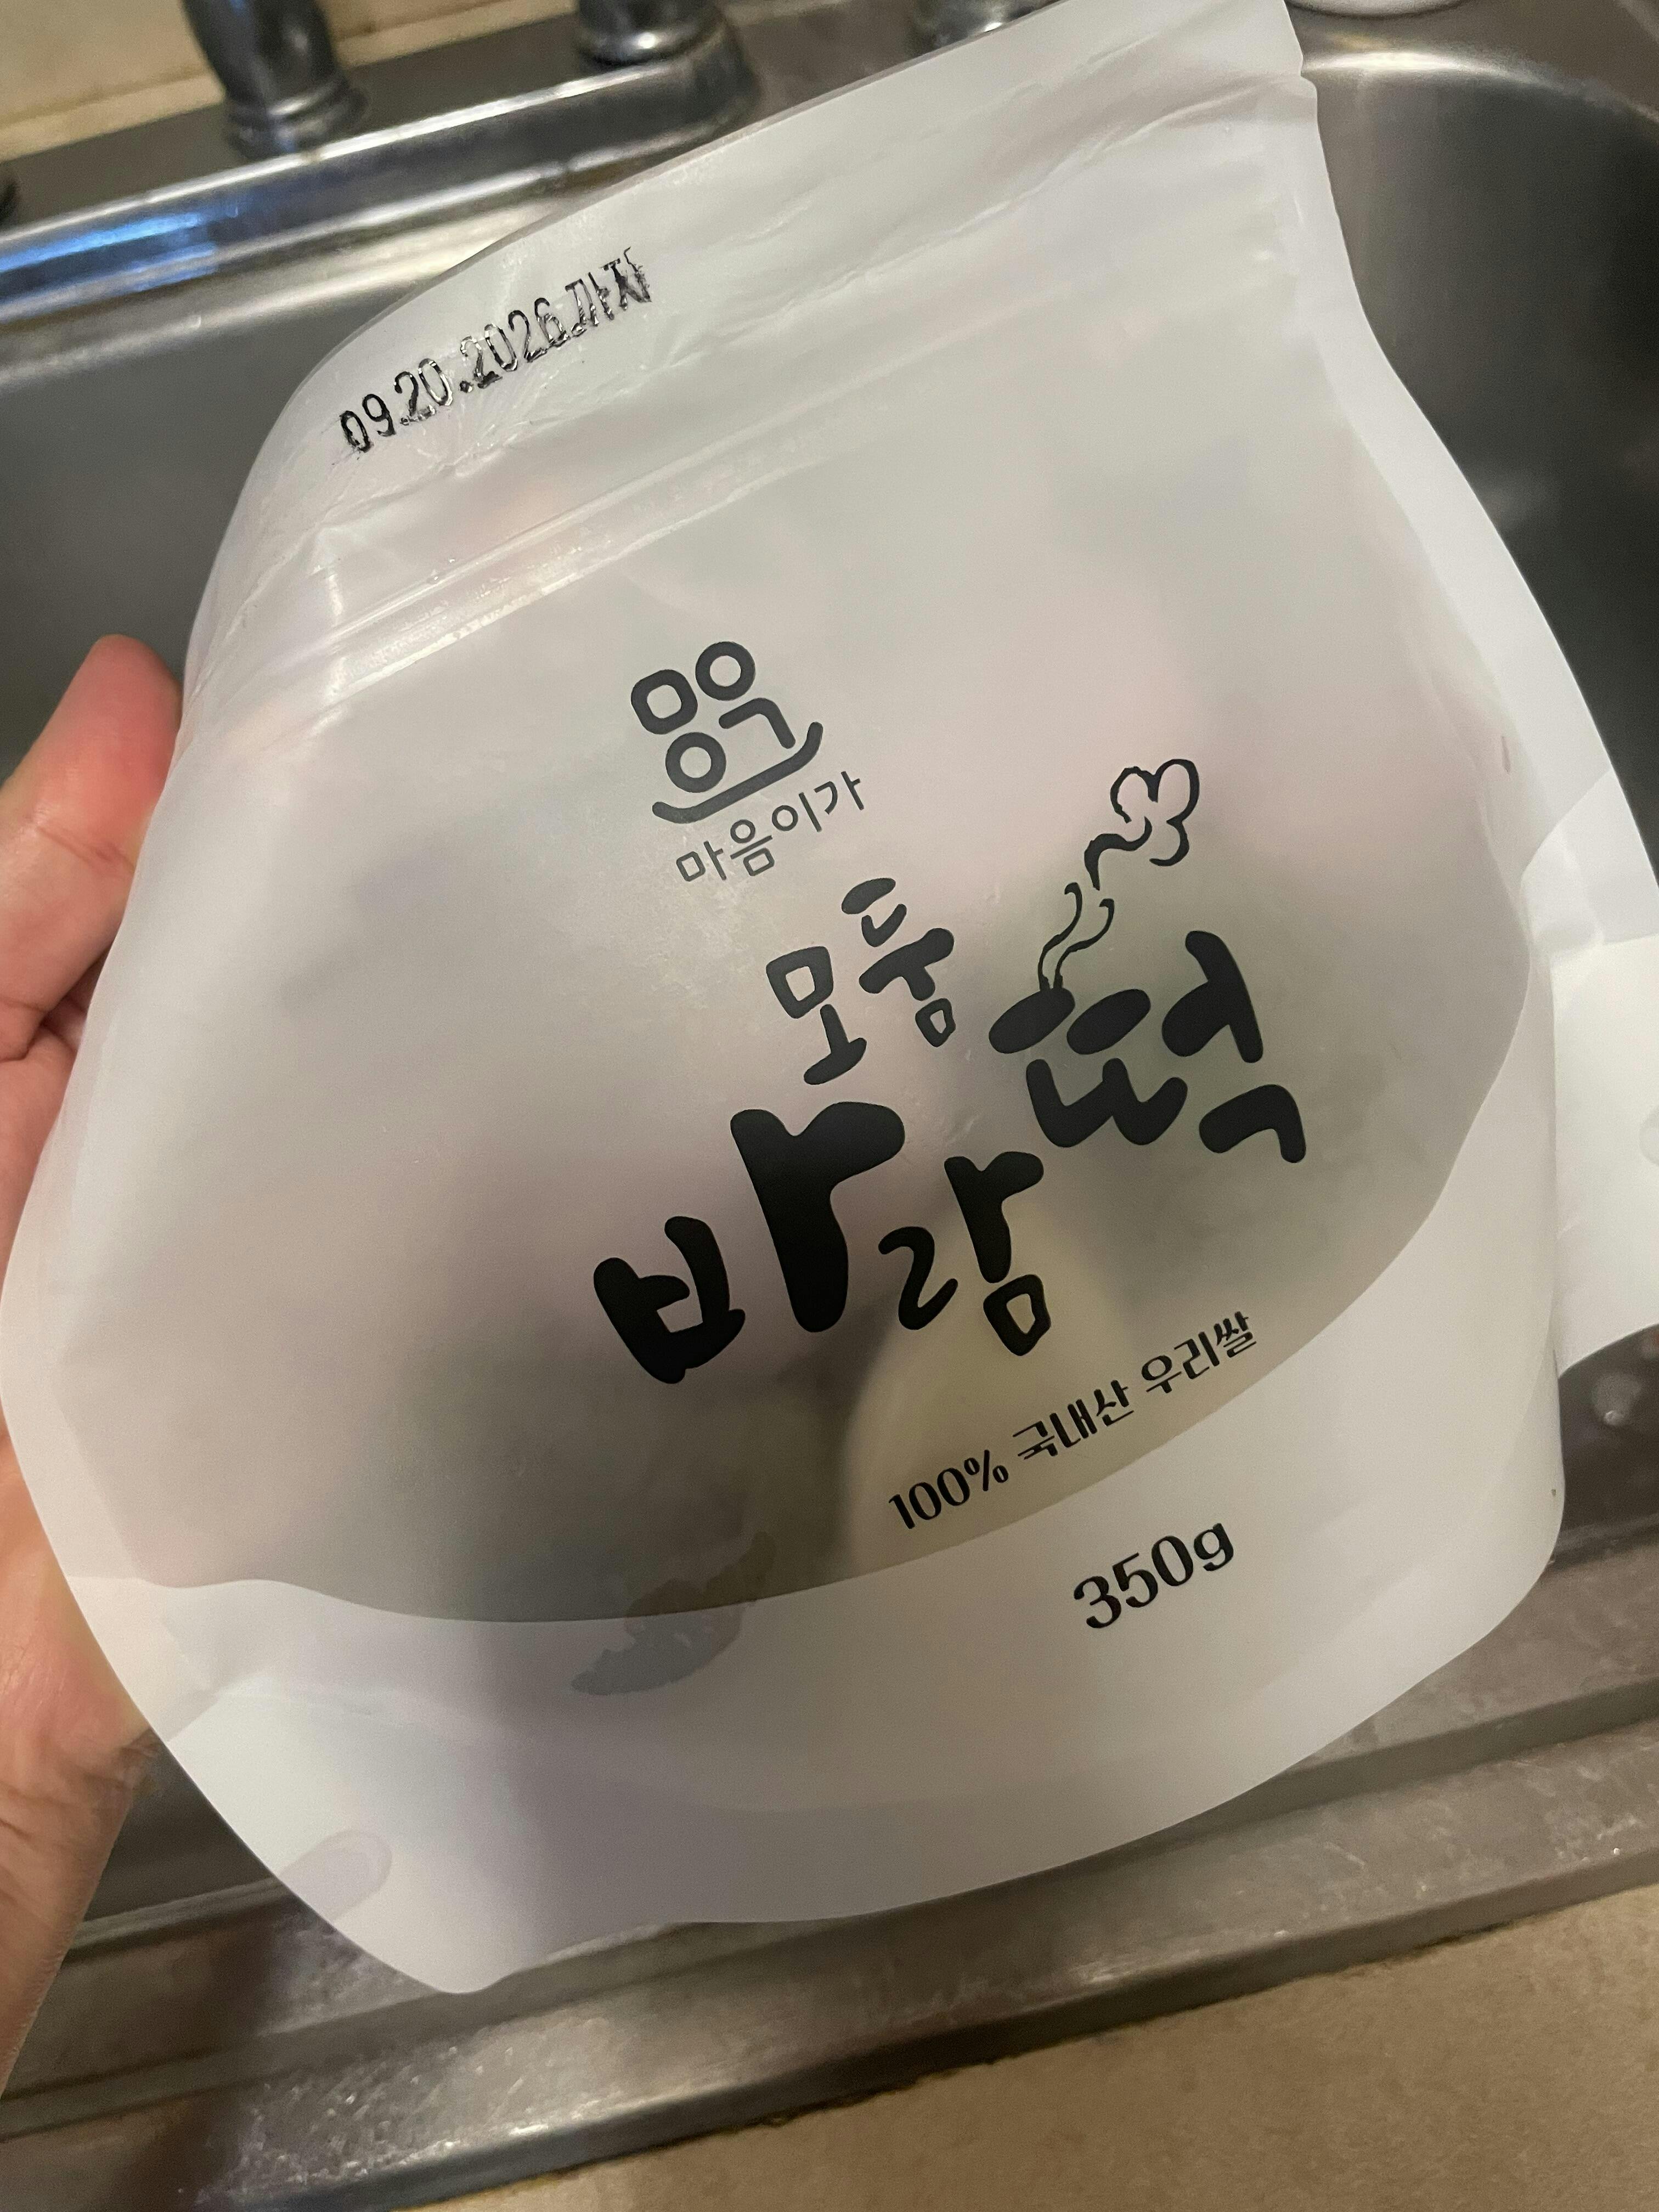 09.20.2026까지
마음이가
모듬
바람떡
100% 국내산 우리쌀
350g